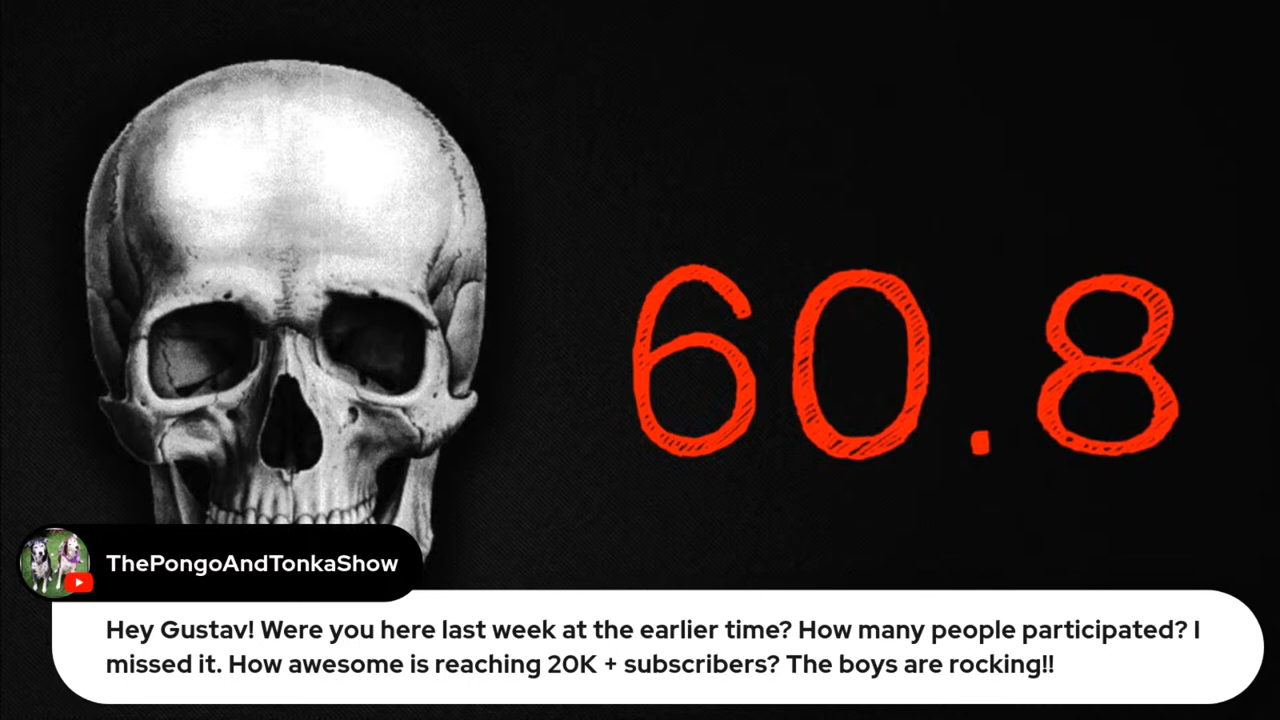 60.8
ThePongoAndTonkaShow
Hey Gustav! Were you here last week at the earlier time? How many people participated? I
missed it. How awesome is reaching 20K + subscribers? The boys are rocking!!